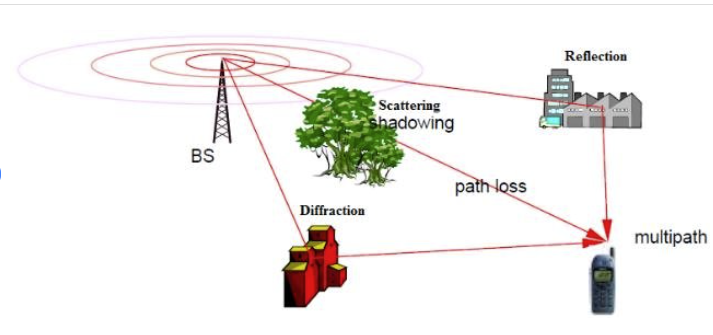 Reflection
Scattering
shadowing
BS
path loss
Diffraction
multipath